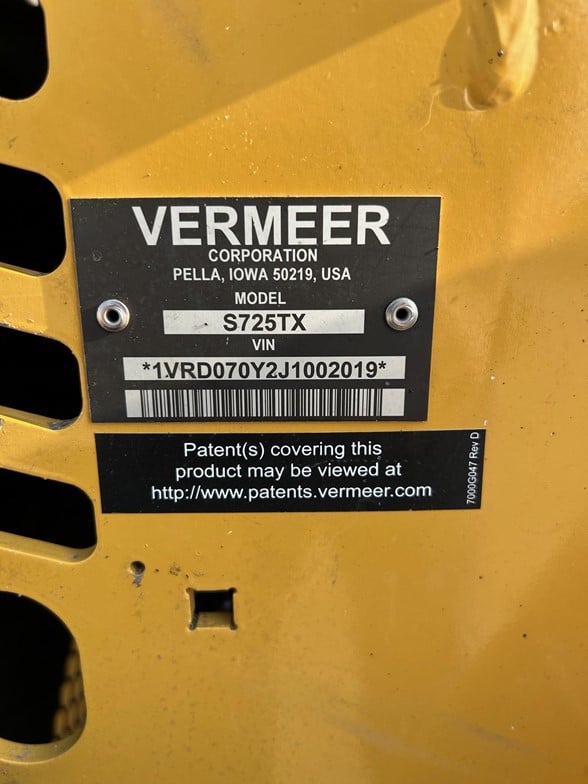 VERMEER
CORPORATION
PELLA, IOWA 50219, USA
MODEL
S725TX
VIN
*1VRD070Y2J1002019*
Patent(s) covering this
product may be viewed at
http://www.patents.vermeer.com
7000G047 Rev D